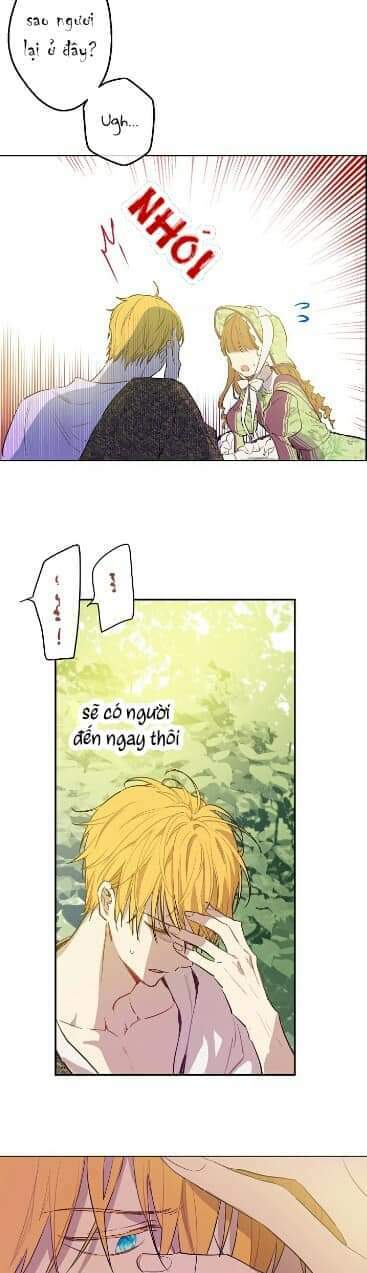 sao ngươi
lại ở đây?
Ugh...
NHÓI
sẽ có người
đến ngay thôi